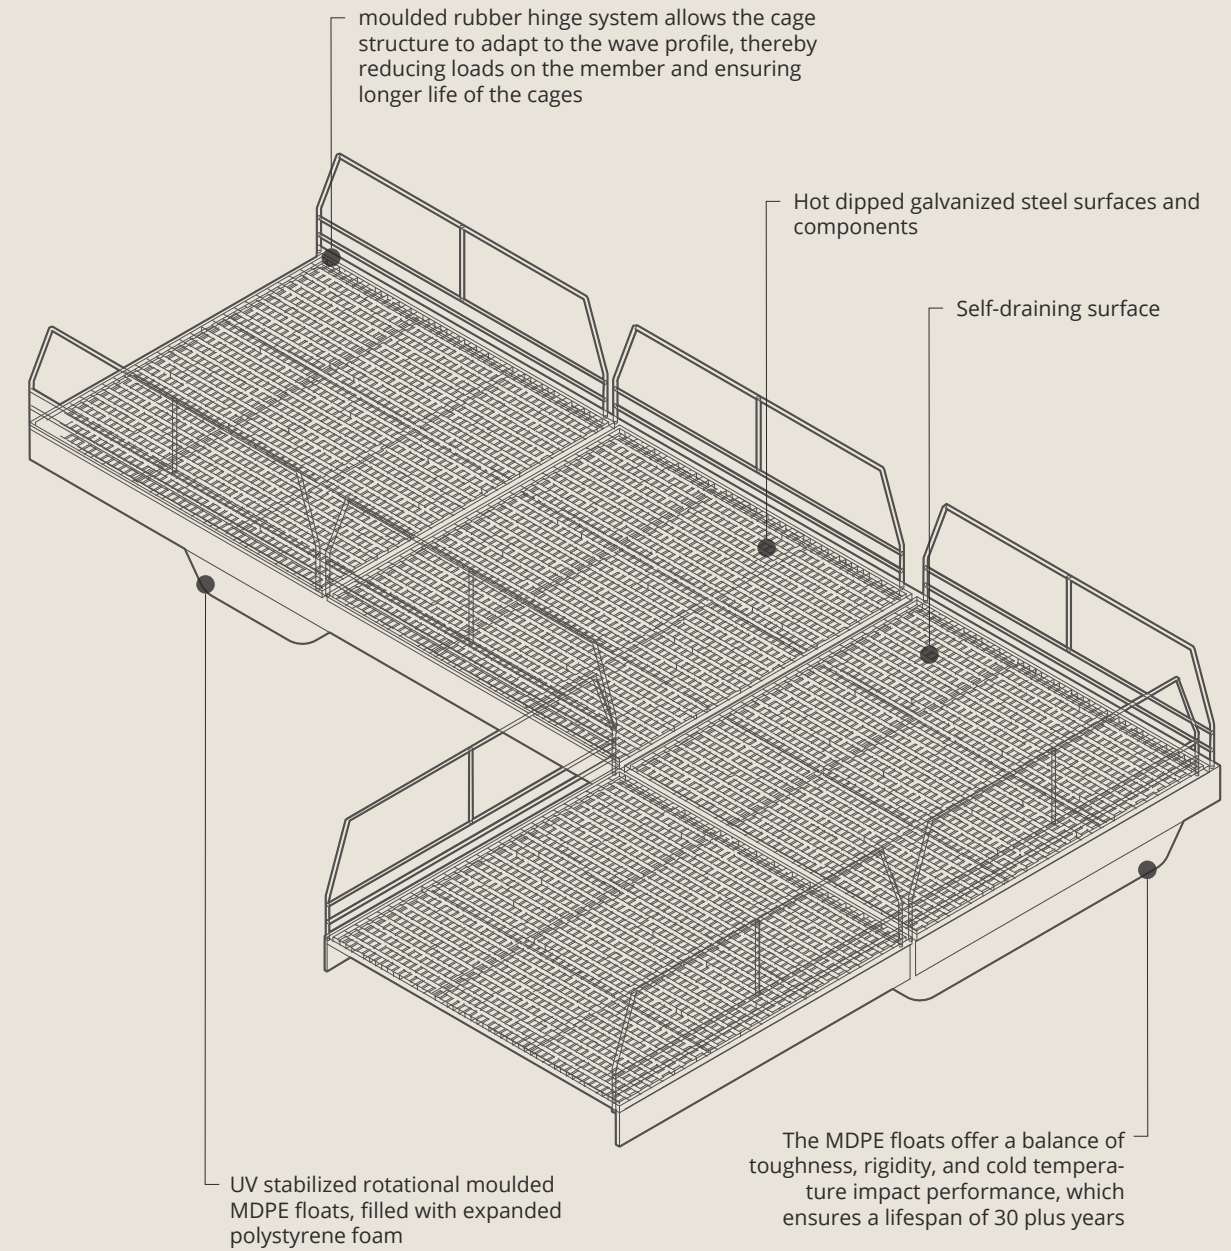 moulded rubber hinge system allows the cage
structure to adapt to the wave profile, thereby
reducing loads on the member and ensuring
longer life of the cages
Hot dipped galvanized steel surfaces and
components
Self-draining surface
UV stabilized rotational moulded
MDPE floats, filled with expanded
polystyrene foam
The MDPE floats offer a balance of
toughness, rigidity, and cold tempera-
ture impact performance, which
ensures a lifespan of 30 plus years